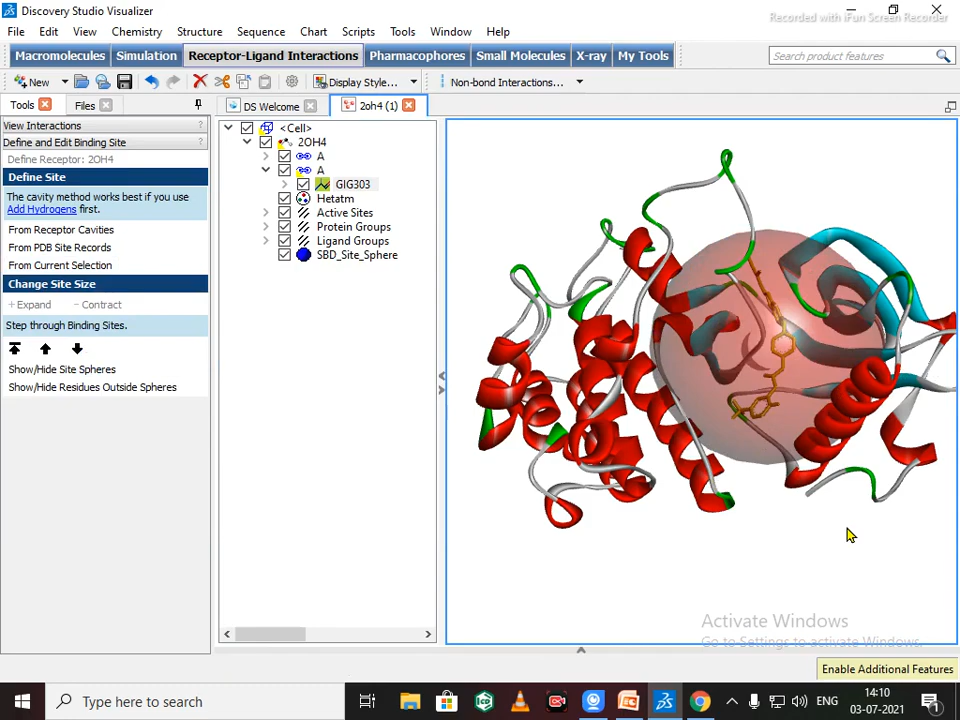 Discovery Studio Visualizer
Recorded with iFun Screen Recorder
File Edit View Chemistry Structure Sequence Chart Scripts Tools Window Help
Macromolecules Simulation Receptor-Ligand Interactions Pharmacophores Small Molecules X-ray My Tools Search product features
New Display Style... Non-bond Interactions...
Tools Files DS Welcome 2oh4 (1)
View Interactions ?
Define and Edit Binding Site ?
Define Receptor: 2OH4
Define Site
The cavity method works best if you use
Add Hydrogens first.
From Receptor Cavities
From PDB Site Records
From Current Selection
Change Site Size
+ Expand - Contract
Step through Binding Sites.
Show/Hide Site Spheres
Show/Hide Residues Outside Spheres
<Cell>
2OH4
A
A
GIG303
Hetatm
Active Sites
Protein Groups
Ligand Groups
SBD_Site_Sphere
Activate Windows
Go to Settings to activate Windows.
Enable Additional Features
Type here to search
ENG
14:10
03-07-2021
1